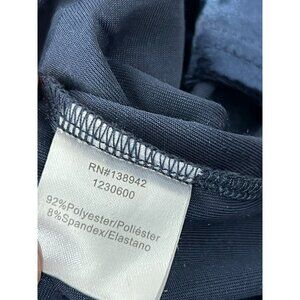 RN#138942
1230600
92%Polyester/Poliéster
8%Spandex/Elastano